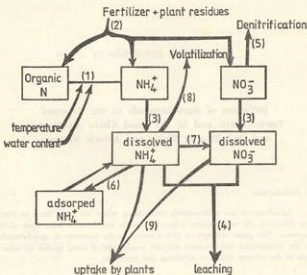 Fertilizer + plant residues
(2)
Denitrification
(5)
Volatilization
Organic N
(1)
NH₄⁺
NO₃⁻
(8)
temperature
water content
(3)
(3)
dissolved NH₄⁺
(7)
dissolved NO₃⁻
(6)
adsorped NH₄⁺
(9)
(4)
uptake by plants
leaching